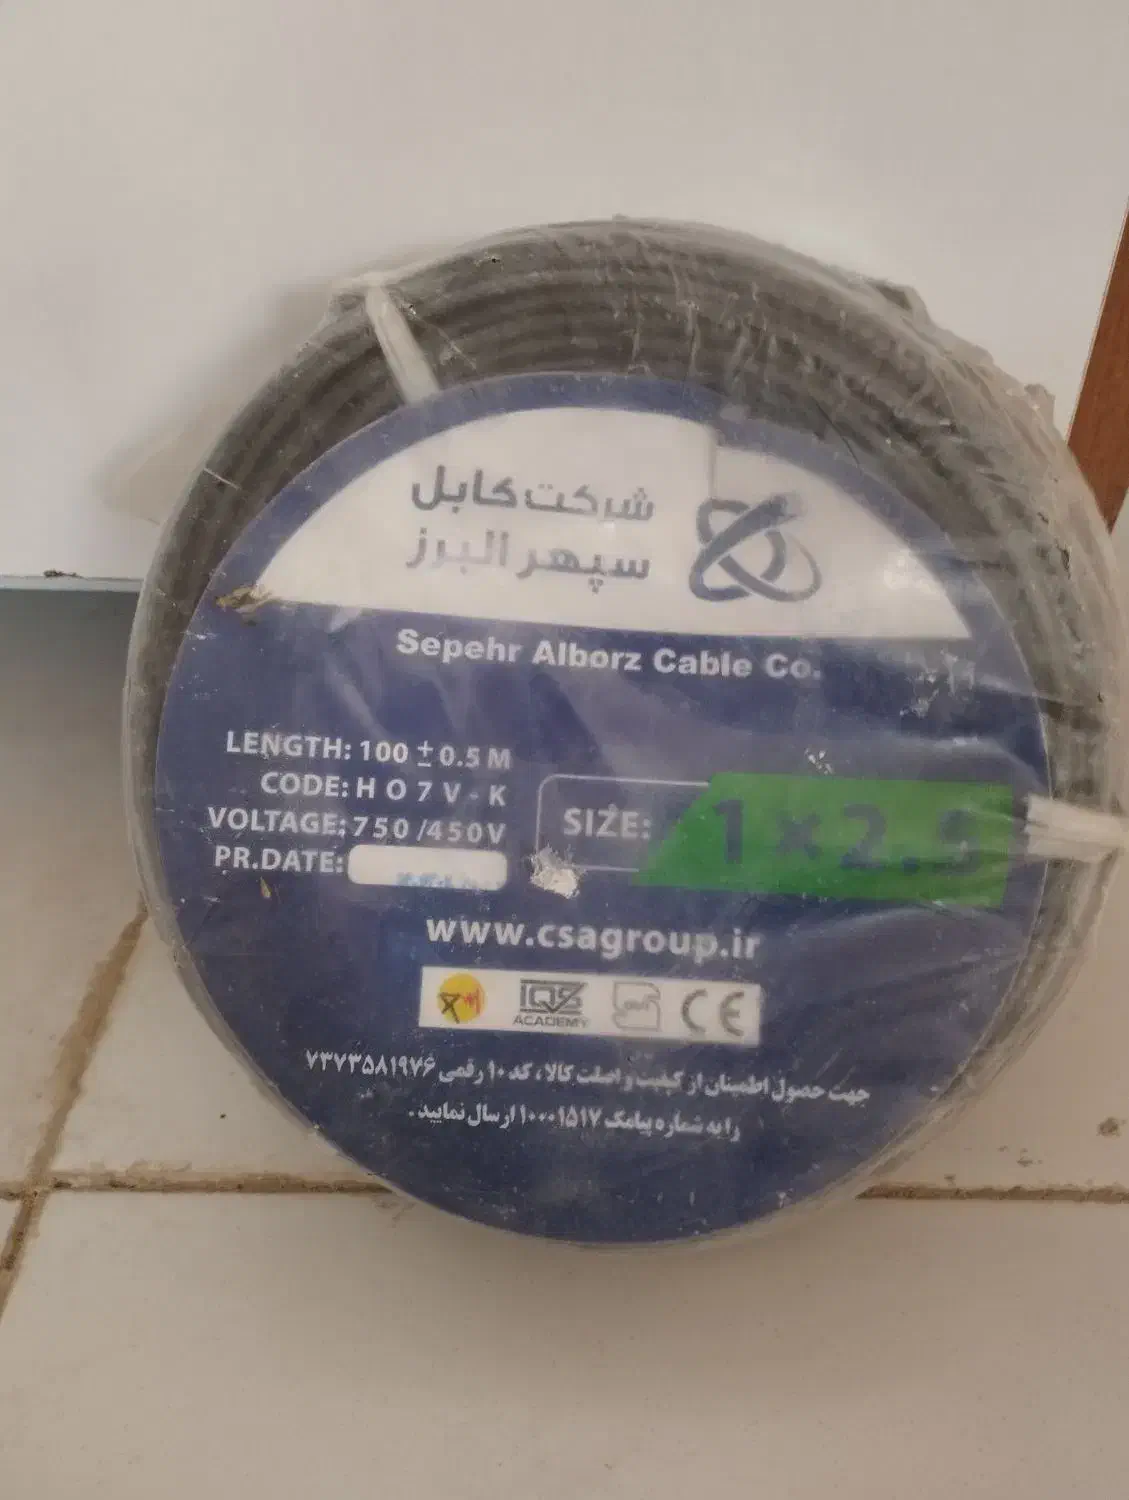 شرکت کابل
سپهر البرز
Sepehr Alborz Cable Co.
LENGTH: 100 ± 0.5 M
CODE: H O 7 V - K
VOLTAGE: 750 /450V
PR.DATE:
SIZE: 1 × 2.5
www.csagroup.ir
IQS
ACADEMY
CE
جهت حصول اطمینان از کیفیت و اصلت کالا، کد ۱۰ رقمی ۷۳۷۳۵۸۱۹۷۶
را به شماره پیامک ۱۰۰۰۱۵۱۷ ارسال نمایید.